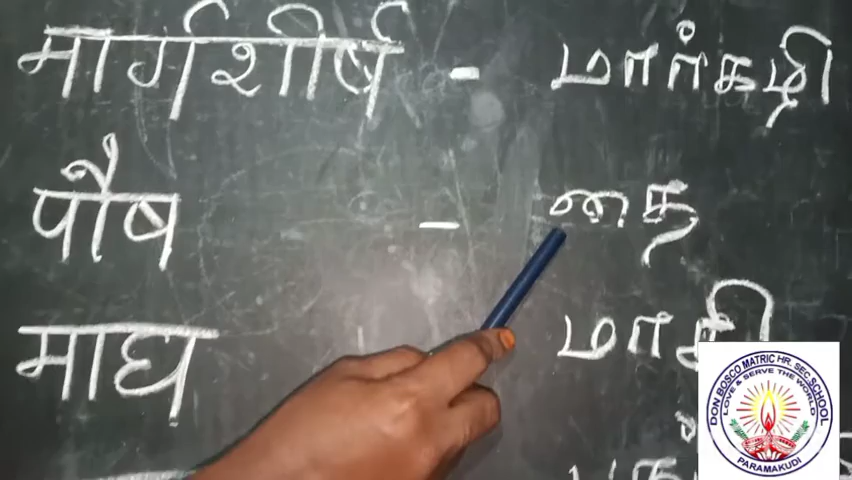 मार्गशीर्ष - மார்கழி
पौष - தை
माघ மாசி
DON BOSCO MATRIC HR. SEC SCHOOL
LOVE & SERVE THE WORLD
PARAMAKUDI